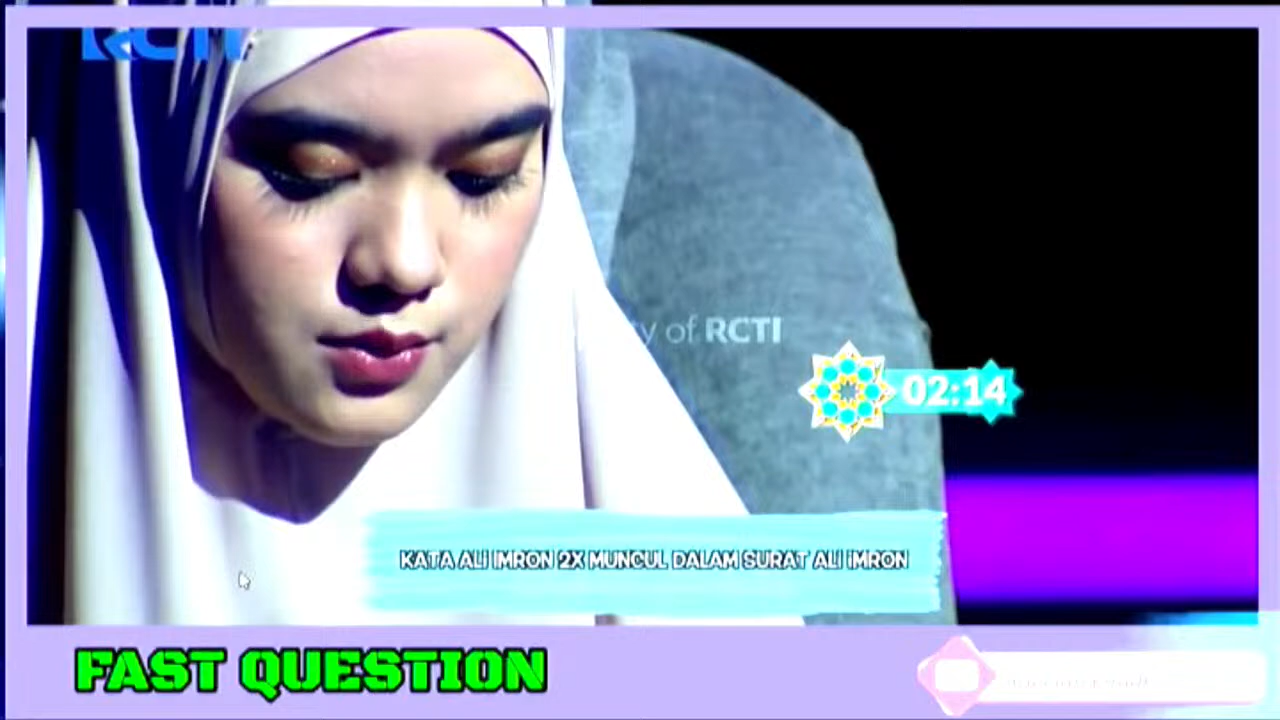 RCTI
y of RCTI
02:14
KATA ALI IMRON 2X MUNCUL DALAM SURAT ALI IMRON
FAST QUESTION